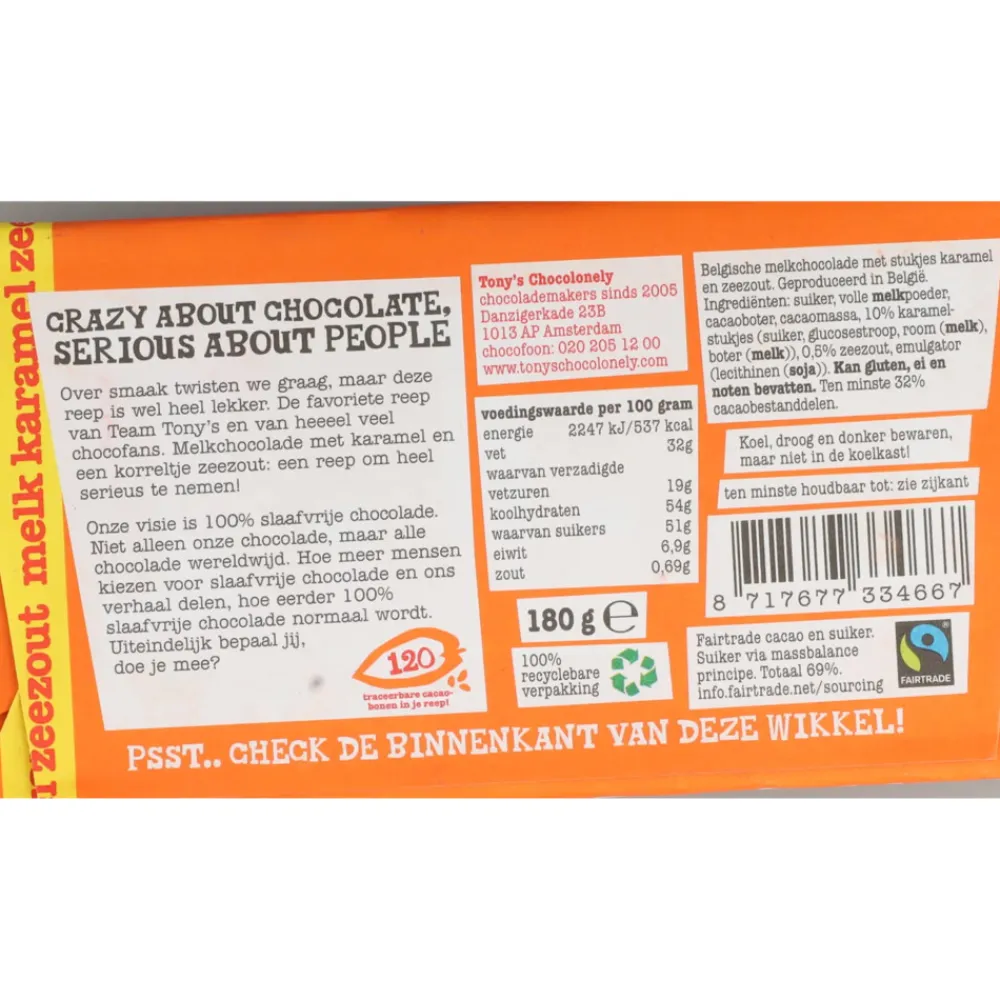 melk karamel zee
r zeezout
CRAZY ABOUT CHOCOLATE,
SERIOUS ABOUT PEOPLE
Over smaak twisten we graag, maar deze
reep is wel heel lekker. De favoriete reep
van Team Tony's en van heeeel veel
chocofans. Melkchocolade met karamel en
een korreltje zeezout: een reep om heel
serieus te nemen!
Onze visie is 100% slaafvrije chocolade.
Niet alleen onze chocolade, maar alle
chocolade wereldwijd. Hoe meer mensen
kiezen voor slaafvrije chocolade en ons
verhaal delen, hoe eerder 100%
slaafvrije chocolade normaal wordt.
Uiteindelijk bepaal jij,
doe je mee?
120
traceerbare cacao-
bonen in je reep!
Tony's Chocolonely
chocolademakers sinds 2005
Danzigerkade 23B
1013 AP Amsterdam
chocofoon: 020 205 12 00
www.tonyschocolonely.com
voedingswaarde per 100 gram
energie 2247 kJ/537 kcal
vet 32g
waarvan verzadigde
vetzuren 19g
koolhydraten 54g
waarvan suikers 51g
eiwit 6,9g
zout 0,69g
180 g e
100%
recyclebare
verpakking
Belgische melkchocolade met stukjes karamel
en zeezout. Geproduceerd in België.
Ingrediënten: suiker, volle melkpoeder,
cacaoboter, cacaomassa, 10% karamel-
stukjes (suiker, glucosestroop, room (melk),
boter (melk)), 0,5% zeezout, emulgator
(lecithinen (soja)). Kan gluten, ei en
noten bevatten. Ten minste 32%
cacaobestanddelen.
Koel, droog en donker bewaren,
maar niet in de koelkast!
ten minste houdbaar tot: zie zijkant
8 717677 334667
Fairtrade cacao en suiker.
Suiker via massbalance
principe. Totaal 69%.
info.fairtrade.net/sourcing
®
FAIRTRADE
PSST.. CHECK DE BINNENKANT VAN DEZE WIKKEL!